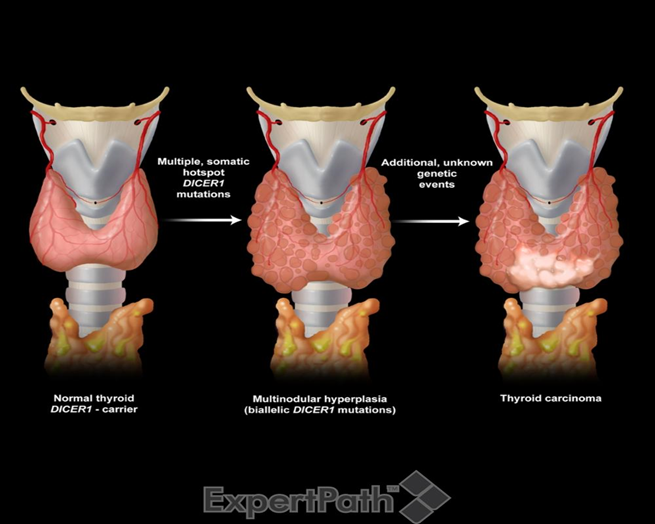 Multiple, somatic
hotspot
DICER1
mutations
Additional, unknown
genetic
events
Normal thyroid
DICER1 - carrier
Multinodular hyperplasia
(biallelic DICER1 mutations)
Thyroid carcinoma
ExpertPath™